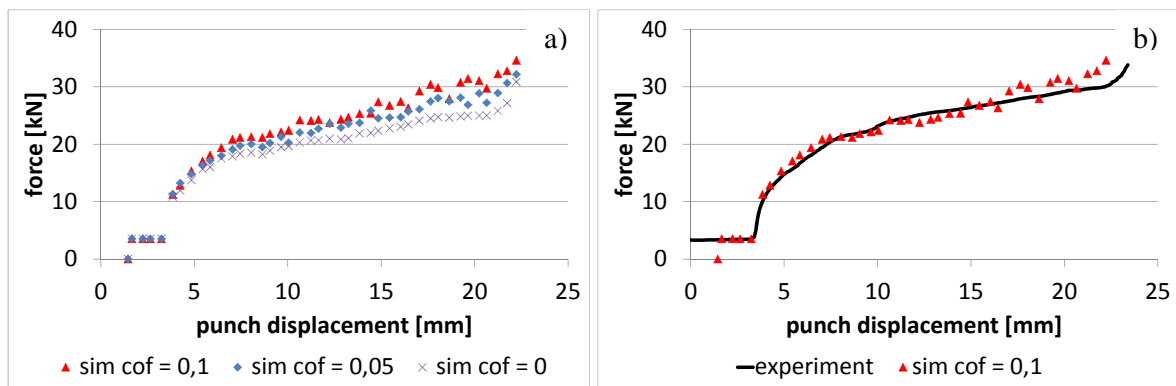 a)
40
30
20
10
0
force [kN]
0 5 10 15 20 25
punch displacement [mm]
sim cof = 0,1 sim cof = 0,05 sim cof = 0
b)
40
30
20
10
0
force [kN]
0 5 10 15 20 25
punch displacement [mm]
experiment sim cof = 0,1